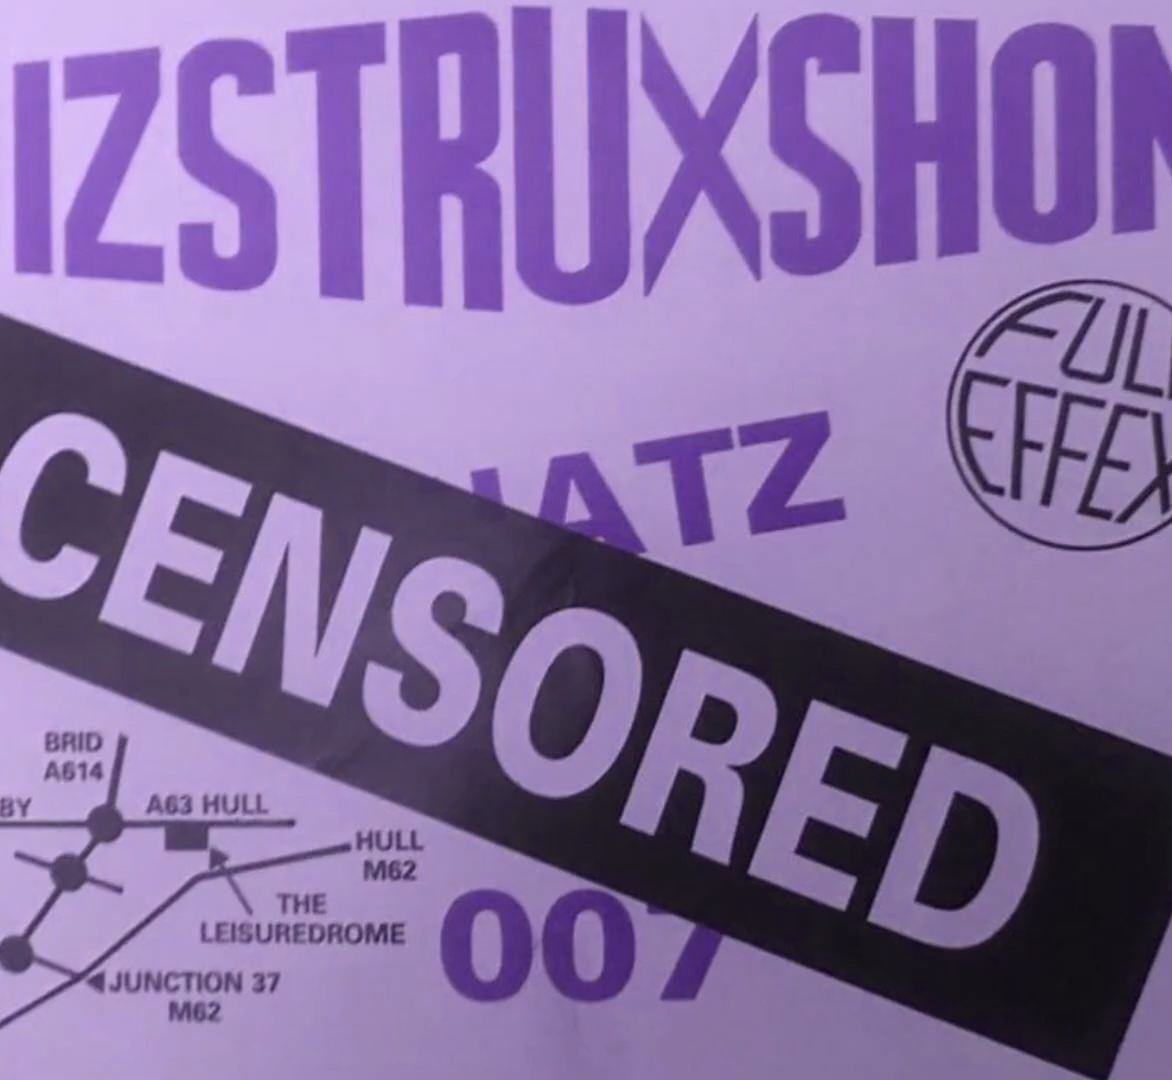 IZSTRUXSHON
FULL
EFFEX
ATZ
CENSORED
BRID
A614
BY
A63 HULL
HULL
M62
THE
LEISUREDROME
JUNCTION 37
M62
007